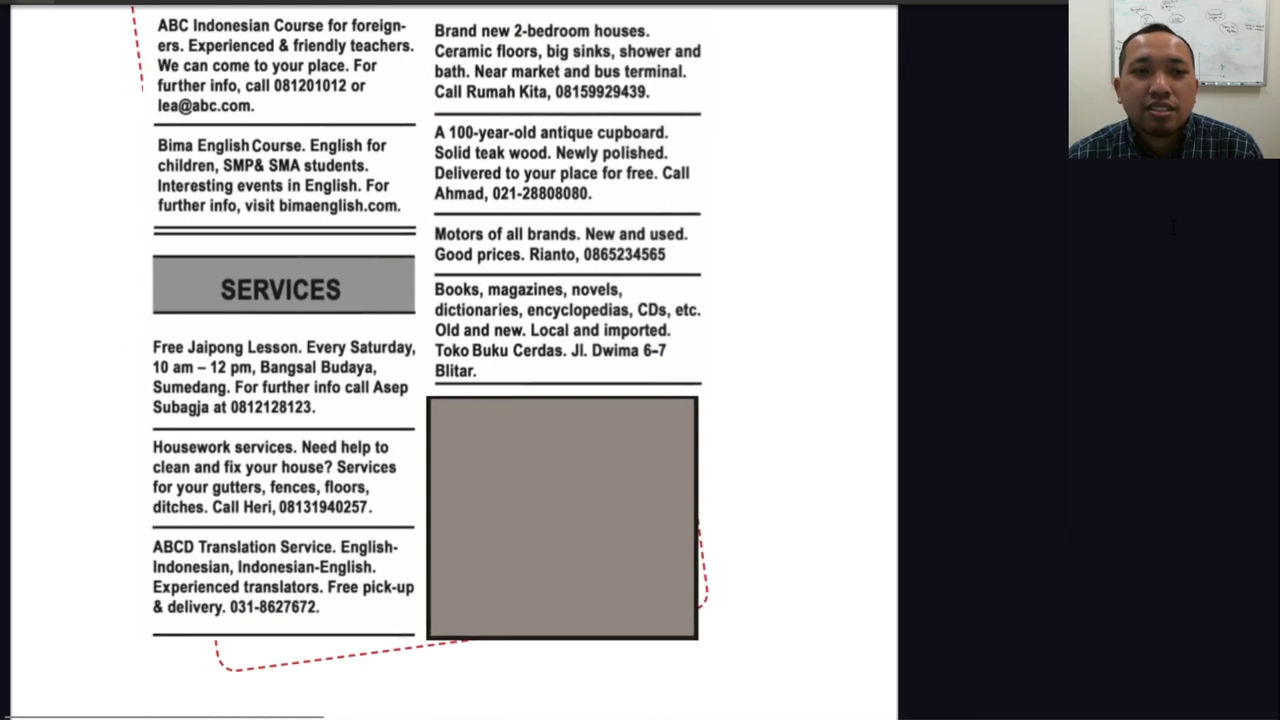 ABC Indonesian Course for foreign-
ers. Experienced & friendly teachers.
We can come to your place. For
further info, call 081201012 or
lea@abc.com.
Bima English Course. English for
children, SMP& SMA students.
Interesting events in English. For
further info, visit bimaenglish.com.
SERVICES
Free Jaipong Lesson. Every Saturday,
10 am – 12 pm, Bangsal Budaya,
Sumedang. For further info call Asep
Subagja at 0812128123.
Housework services. Need help to
clean and fix your house? Services
for your gutters, fences, floors,
ditches. Call Heri, 08131940257.
ABCD Translation Service. English-
Indonesian, Indonesian-English.
Experienced translators. Free pick-up
& delivery. 031-8627672.
Brand new 2-bedroom houses.
Ceramic floors, big sinks, shower and
bath. Near market and bus terminal.
Call Rumah Kita, 08159929439.
A 100-year-old antique cupboard.
Solid teak wood. Newly polished.
Delivered to your place for free. Call
Ahmad, 021-28808080.
Motors of all brands. New and used.
Good prices. Rianto, 0865234565
Books, magazines, novels,
dictionaries, encyclopedias, CDs, etc.
Old and new. Local and imported.
Toko Buku Cerdas. Jl. Dwima 6–7
Blitar.